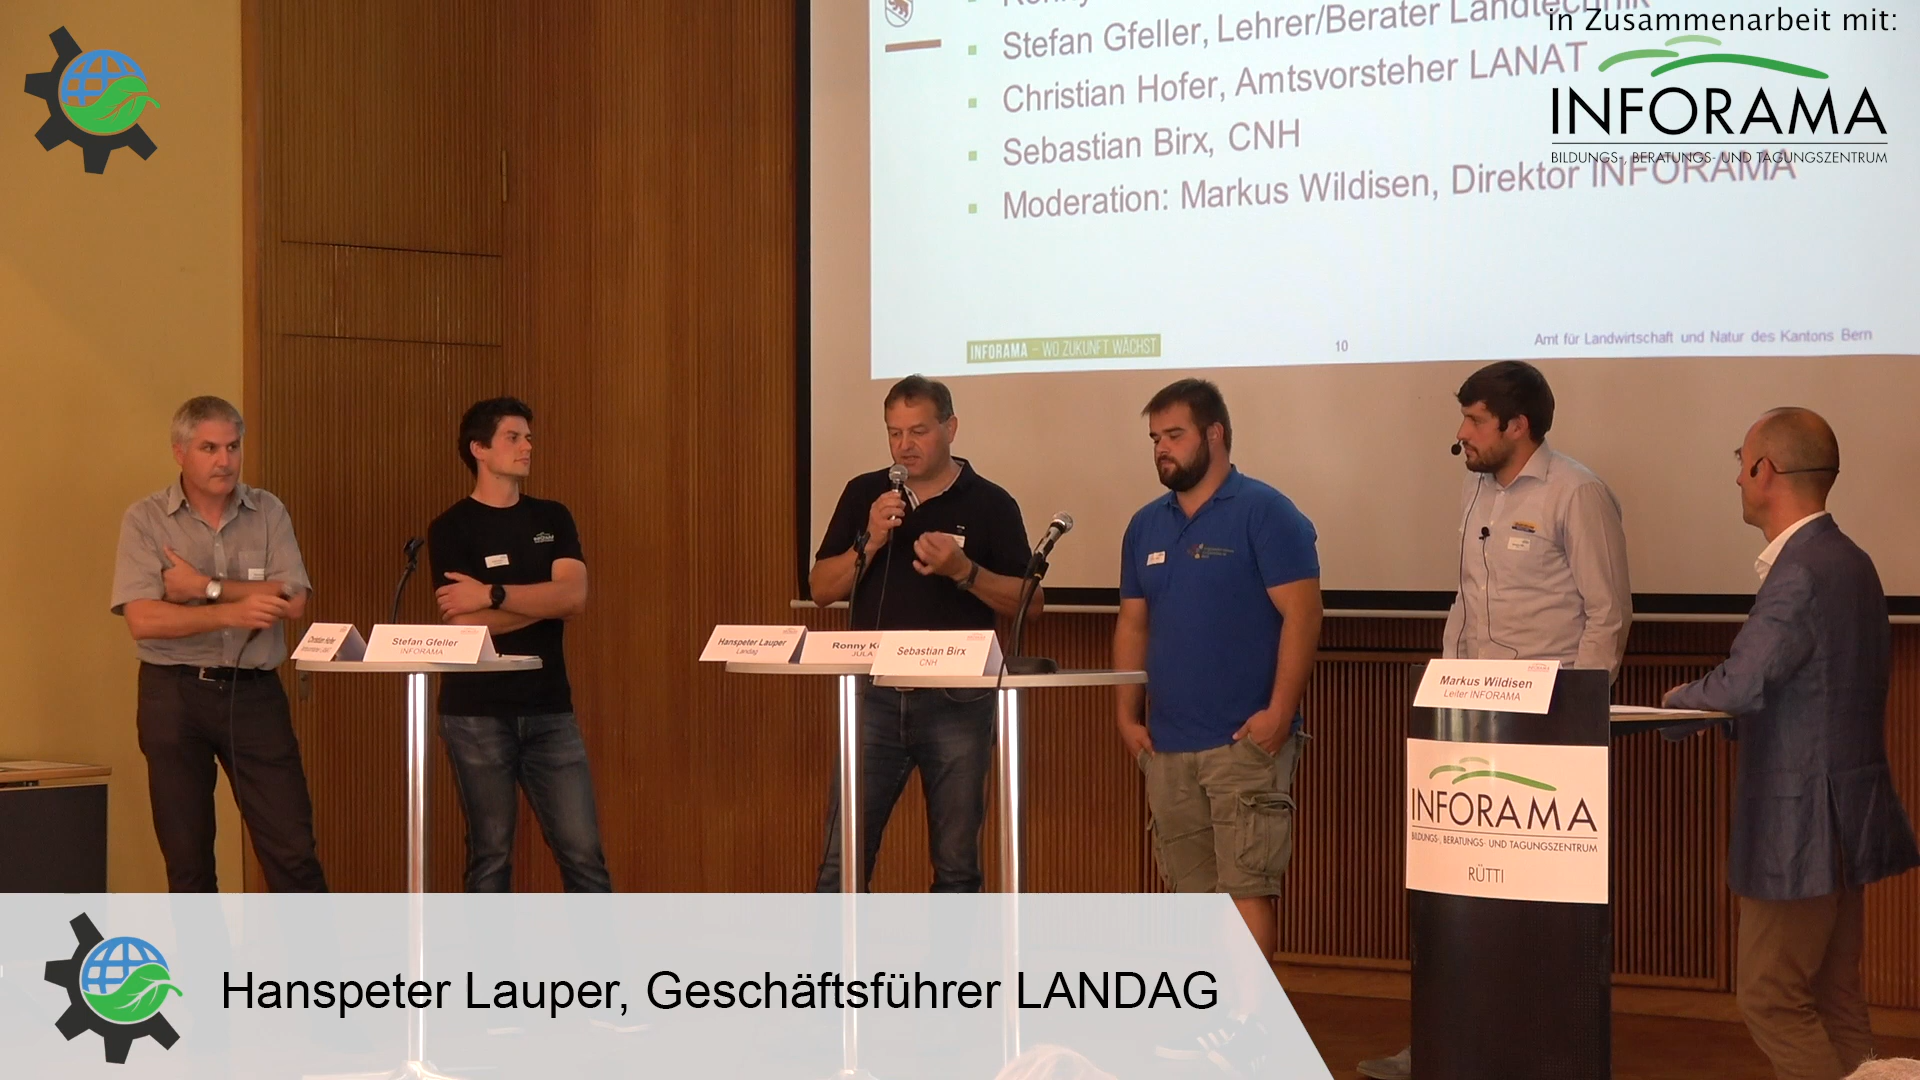 Stefan Gfeller, Lehrer/Berater Landtechnik
Christian Hofer, Amtsvorsteher LANAT
Sebastian Birx, CNH
Moderation: Markus Wildisen, Direktor INFORAMA
INFORAMA – WO ZUKUNFT WÄCHST
10
Amt für Landwirtschaft und Natur des Kantons Bern
in Zusammenarbeit mit:
INFORAMA
BILDUNGS-, BERATUNGS- UND TAGUNGSZENTRUM
Christian Hofer
Stefan Gfeller
INFORAMA
Hanspeter Lauper
Landag
Ronny
Sebastian Birx
CNH
Markus Wildisen
Leiter INFORAMA
INFORAMA
BILDUNGS-, BERATUNGS- UND TAGUNGSZENTRUM
RÜTTI
Hanspeter Lauper, Geschäftsführer LANDAG